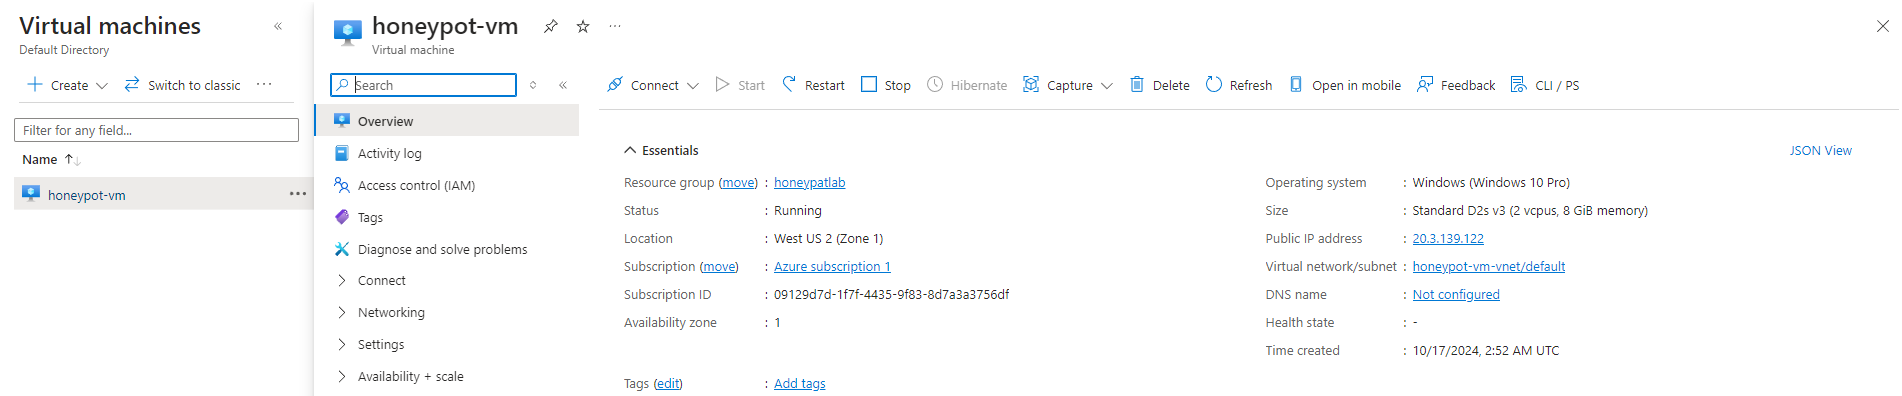 Virtual machines
Default Directory
Create
Switch to classic
Filter for any field...
Name
honeypot-vm
honeypot-vm
Virtual machine
Search
Overview
Activity log
Access control (IAM)
Tags
Diagnose and solve problems
Connect
Networking
Settings
Availability + scale
Connect Start Restart Stop Hibernate Capture Delete Refresh Open in mobile Feedback CLI / PS
Essentials
JSON View
Resource group (move) : honeypatlab
Status : Running
Location : West US 2 (Zone 1)
Subscription (move) : Azure subscription 1
Subscription ID : 09129d7d-1f7f-4435-9f83-8d7a3a3756df
Availability zone : 1
Operating system : Windows (Windows 10 Pro)
Size : Standard D2s v3 (2 vcpus, 8 GiB memory)
Public IP address : 20.3.139.122
Virtual network/subnet : honeypot-vm-vnet/default
DNS name : Not configured
Health state : -
Time created : 10/17/2024, 2:52 AM UTC
Tags (edit) : Add tags